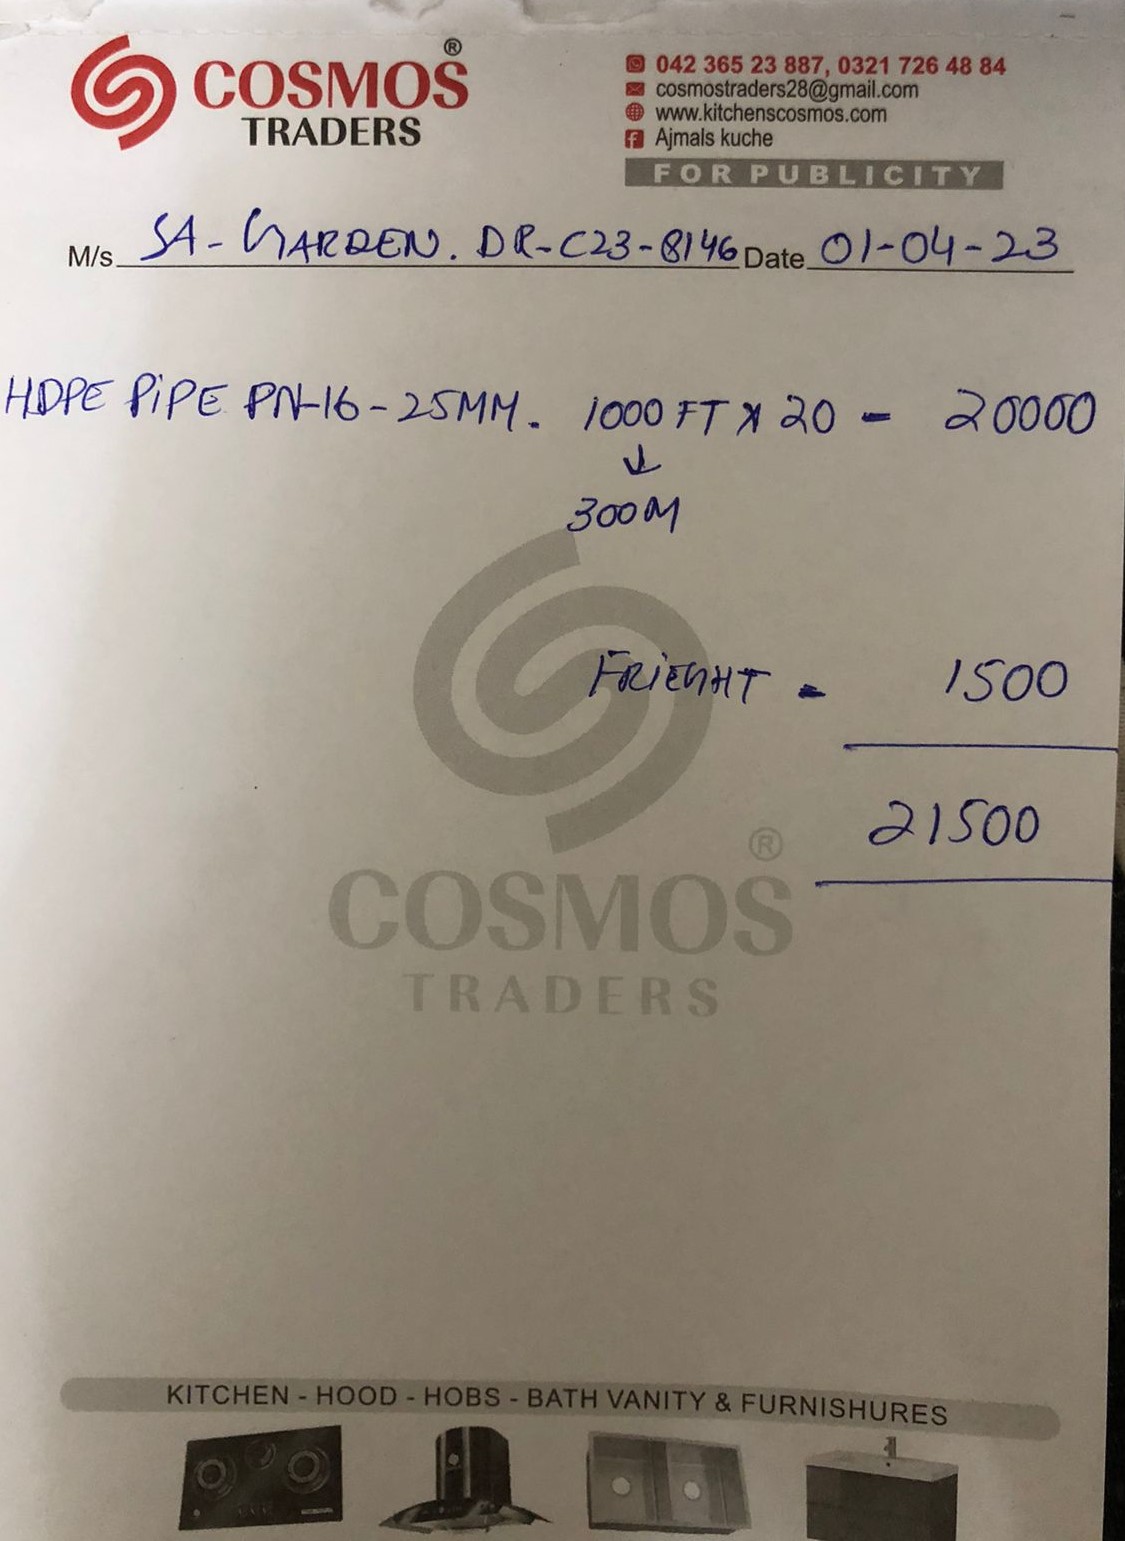 COSMOS ®
TRADERS
042 365 23 887, 0321 726 48 84
cosmostraders28@gmail.com
www.kitchenscosmos.com
Ajmals kuche
FOR PUBLICITY
M/s SA-GARDEN. DR-C23-8146 Date 01-04-23
HDPE PiPE PN-16-25MM. 1000 FT x 20 - 20000
↓
300M
FRiEGHT - 1500
21500
COSMOS ®
TRADERS
KITCHEN - HOOD - HOBS - BATH VANITY & FURNISHURES